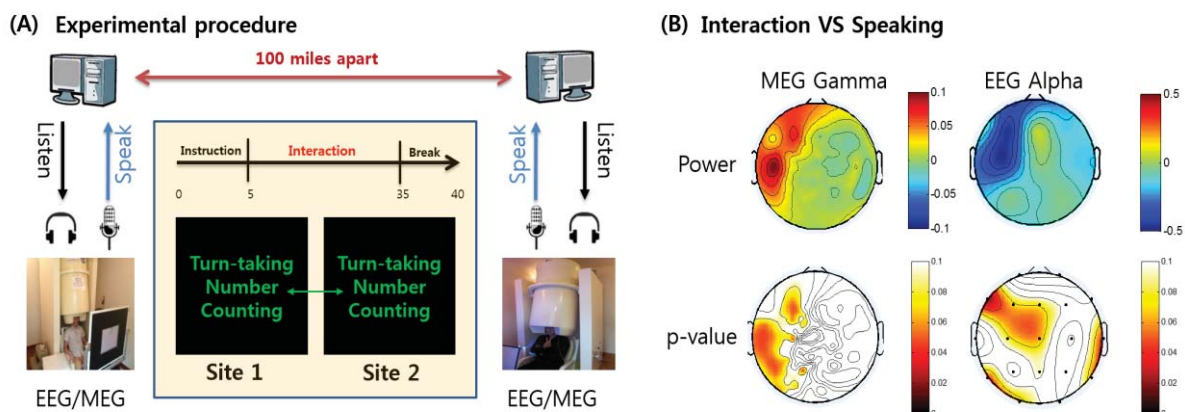 (A) Experimental procedure
100 miles apart
Listen
Speak
Speak
Listen
Instruction
Interaction
Break
0
5
35
40
Turn-taking
Number
Counting
Turn-taking
Number
Counting
Site 1
Site 2
EEG/MEG
EEG/MEG
(B) Interaction VS Speaking
MEG Gamma
EEG Alpha
Power
0.1
0.05
0
-0.05
-0.1
0.5
0
-0.5
p-value
0.1
0.08
0.06
0.04
0.02
0
0.1
0.08
0.06
0.04
0.02
0